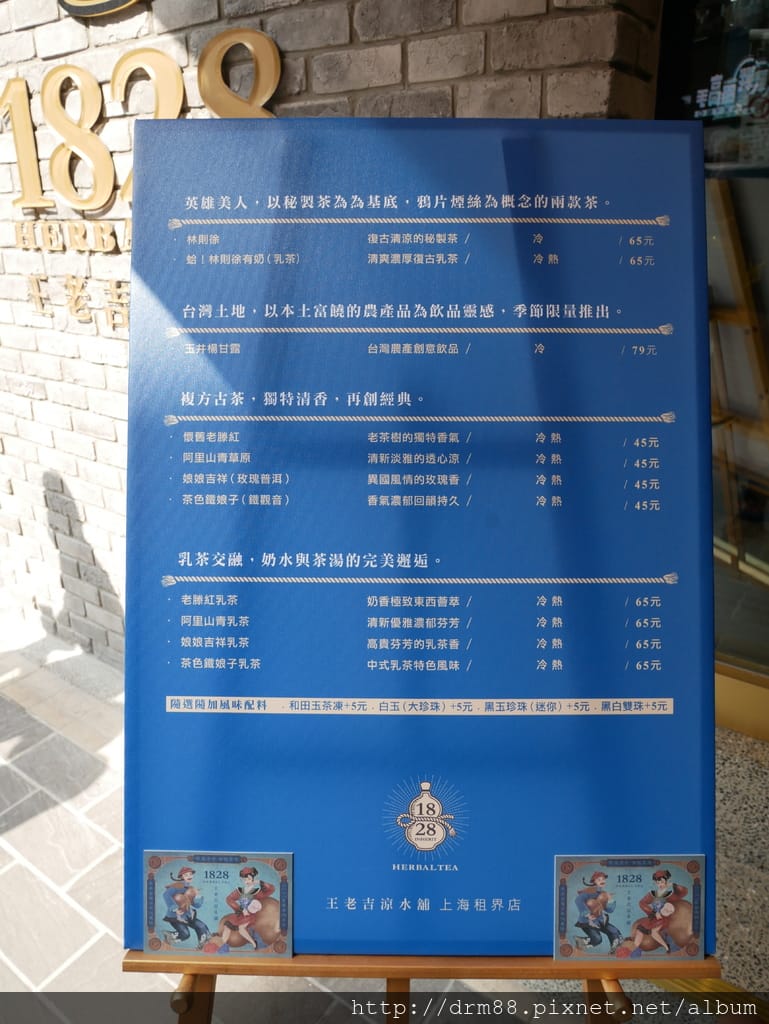 1828
HERB
王老吉
英雄美人，以秘製茶為為基底，鴉片煙絲為概念的兩款茶。
· 林則徐 復古清涼的秘製茶 / 冷 / 65元
· 蛤！林則徐有奶（乳茶） 清爽濃厚復古乳茶 / 冷 熱 / 65元
台灣土地，以本土富饒的農產品為飲品靈感，季節限量推出。
· 玉井楊甘露 台灣農產創意飲品 / 冷 / 79元
複方古茶，獨特清香，再創經典。
· 懷舊老滕紅 老茶樹的獨特香氣 / 冷 熱 / 45元
· 阿里山青草原 清新淡雅的透心涼 / 冷 熱 / 45元
· 娘娘吉祥（玫瑰普洱） 異國風情的玫瑰香 / 冷 熱 / 45元
· 茶色鐵娘子（鐵觀音） 香氣濃郁回韻持久 / 冷 熱 / 45元
乳茶交融，奶水與茶湯的完美邂逅。
· 老滕紅乳茶 奶香極致東西薈萃 / 冷 熱 / 65元
· 阿里山青乳茶 清新優雅濃郁芬芳 / 冷 熱 / 65元
· 娘娘吉祥乳茶 高貴芬芳的乳茶香 / 冷 熱 / 65元
· 茶色鐵娘子乳茶 中式乳茶特色風味 / 冷 熱 / 65元
隨選隨加風味配料 . 和田玉茶凍+5元 . 白玉（大珍珠）+5元 . 黑玉珍珠（迷你）+5元 . 黑白雙珠+5元
18
28
HERBALTEA
王老吉涼水舖 上海租界店
1828
1828
http://drm88.pixnet.net/album